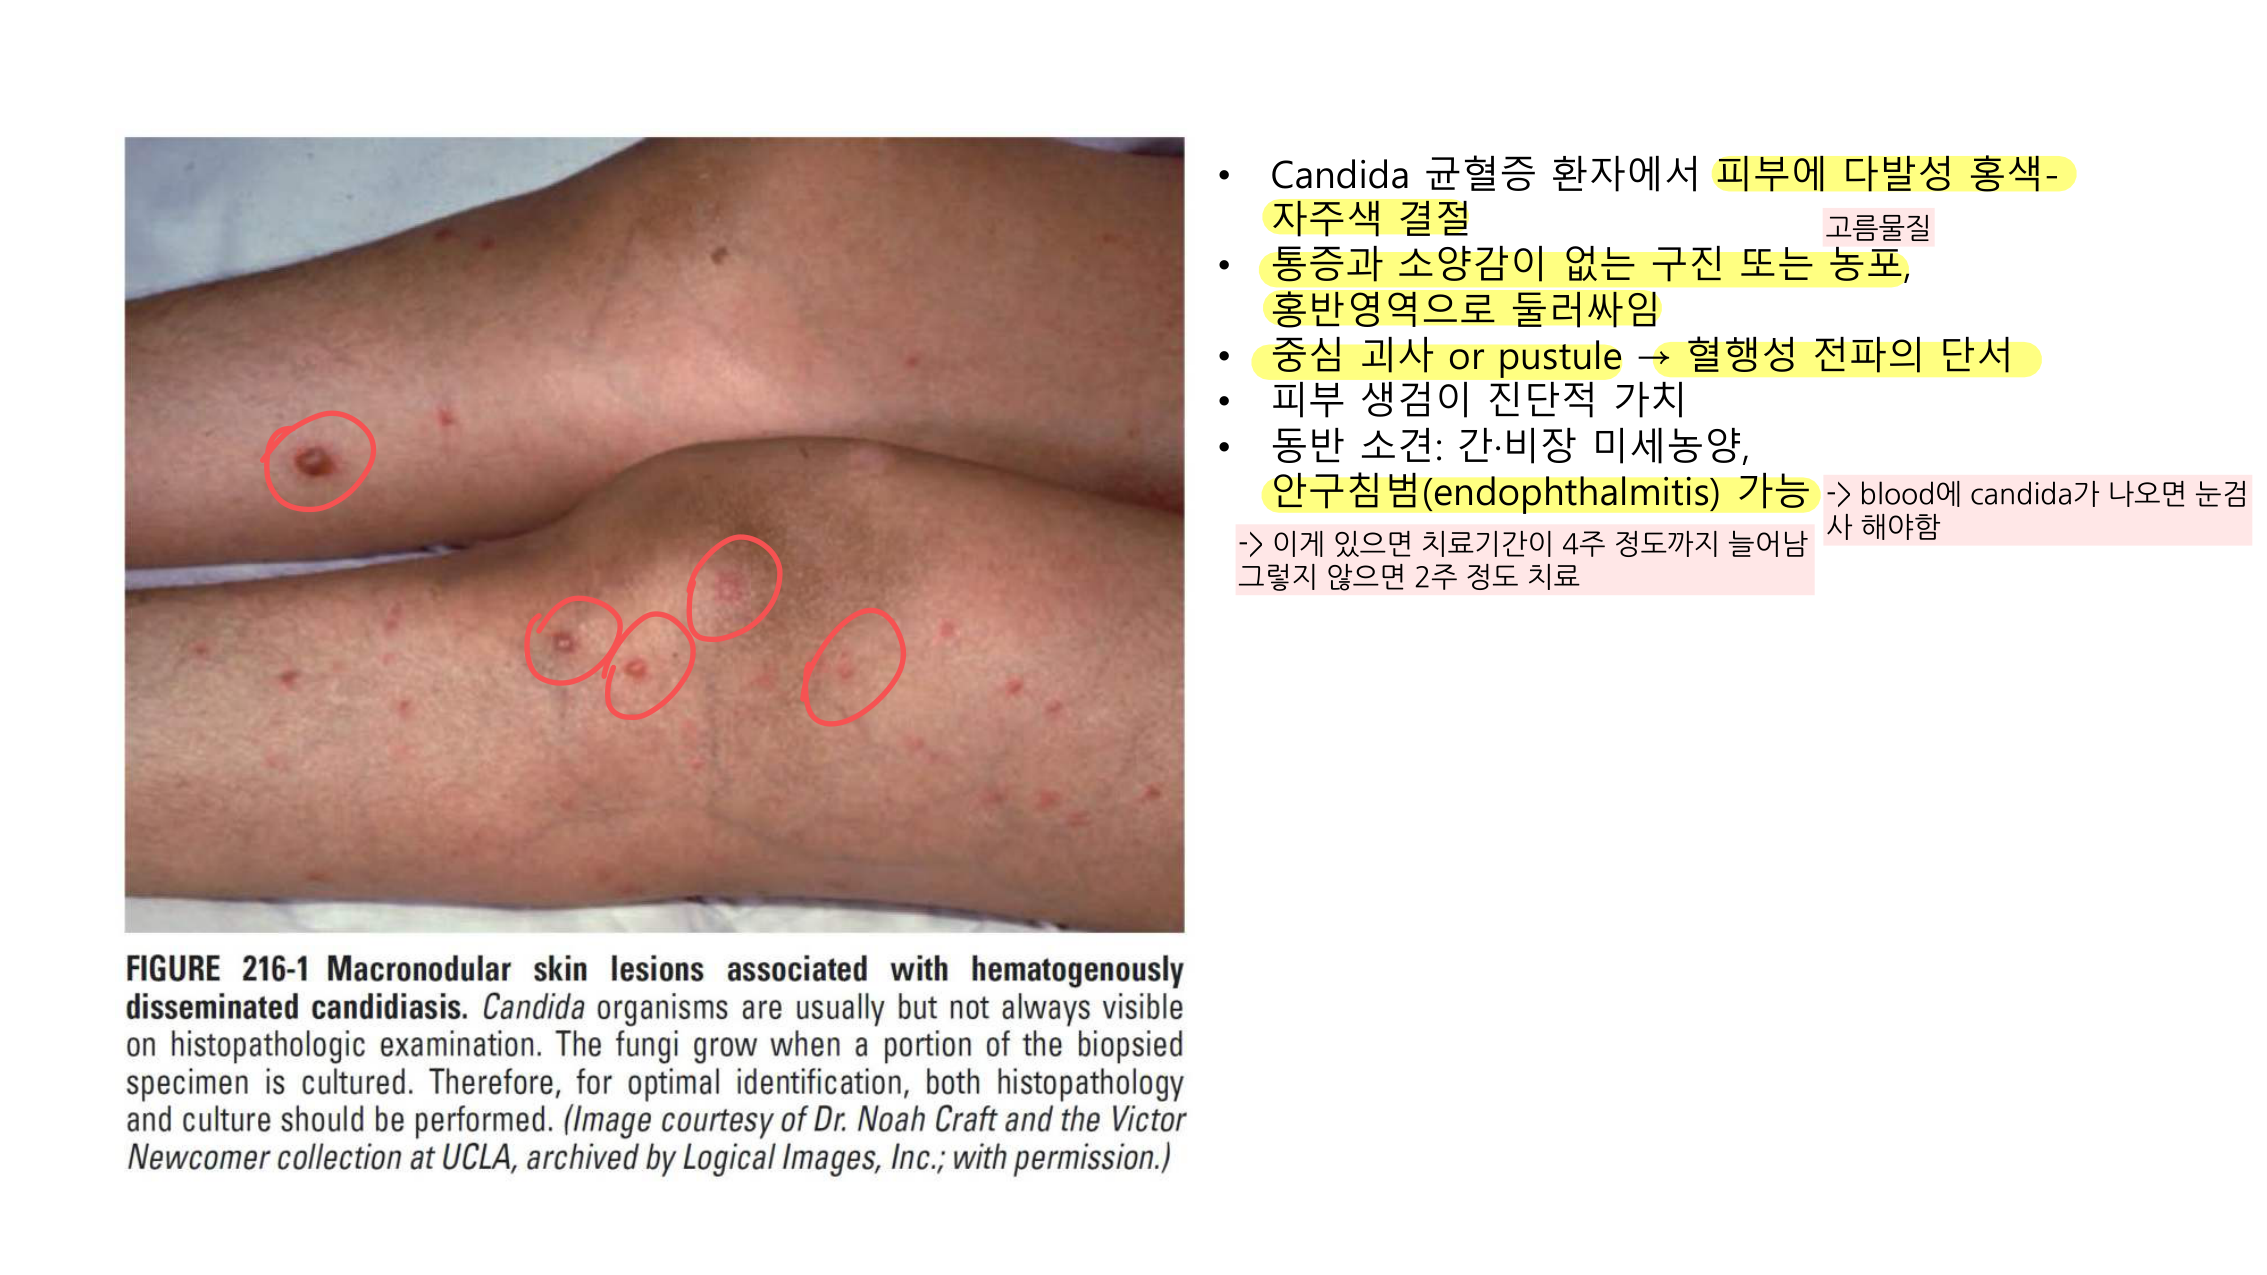 • Candida 균혈증 환자에서 피부에 다발성 홍색-
자주색 결절
고름물질
• 통증과 소양감이 없는 구진 또는 농포,
홍반영역으로 둘러싸임
• 중심 괴사 or pustule → 혈행성 전파의 단서
• 피부 생검이 진단적 가치
• 동반 소견: 간·비장 미세농양,
안구침범(endophthalmitis) 가능
-> blood에 candida가 나오면 눈검
사 해야함
-> 이게 있으면 치료기간이 4주 정도까지 늘어남
그렇지 않으면 2주 정도 치료
FIGURE 216-1 Macronodular skin lesions associated with hematogenously
disseminated candidiasis. Candida organisms are usually but not always visible
on histopathologic examination. The fungi grow when a portion of the biopsied
specimen is cultured. Therefore, for optimal identification, both histopathology
and culture should be performed. (Image courtesy of Dr. Noah Craft and the Victor
Newcomer collection at UCLA, archived by Logical Images, Inc.; with permission.)